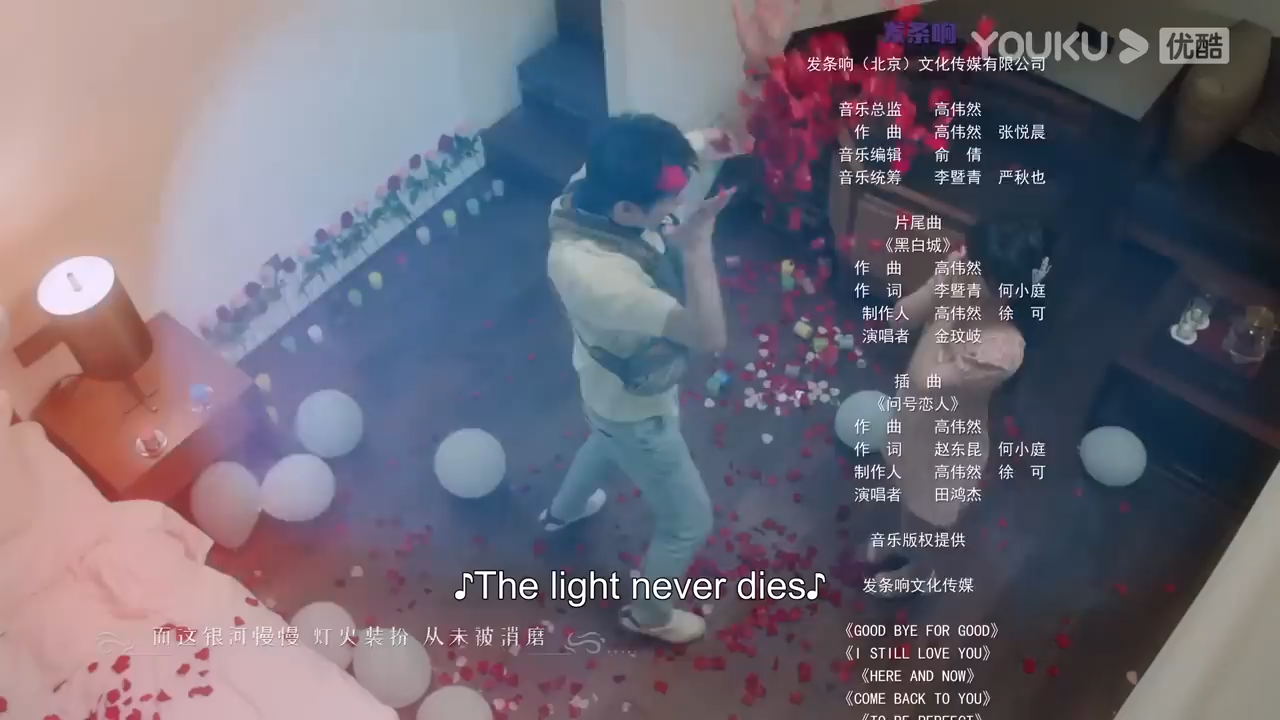 发条响
YOUKU 优酷
发条响（北京）文化传媒有限公司
音乐总监 高伟然
作 曲 高伟然 张悦晨
音乐编辑 俞 倩
音乐统筹 李暨青 严秋也
片尾曲
《黑白城》
作 曲 高伟然
作 词 李暨青 何小庭
制作人 高伟然 徐 可
演唱者 金玟岐
插 曲
《问号恋人》
作 曲 高伟然
作 词 赵东昆 何小庭
制作人 高伟然 徐 可
演唱者 田鸿杰
音乐版权提供
发条响文化传媒
♪The light never dies♪
而这银河慢慢 灯火装扮 从未被消磨
《GOOD BYE FOR GOOD》
《I STILL LOVE YOU》
《HERE AND NOW》
《COME BACK TO YOU》
《TO BE PERFECT》